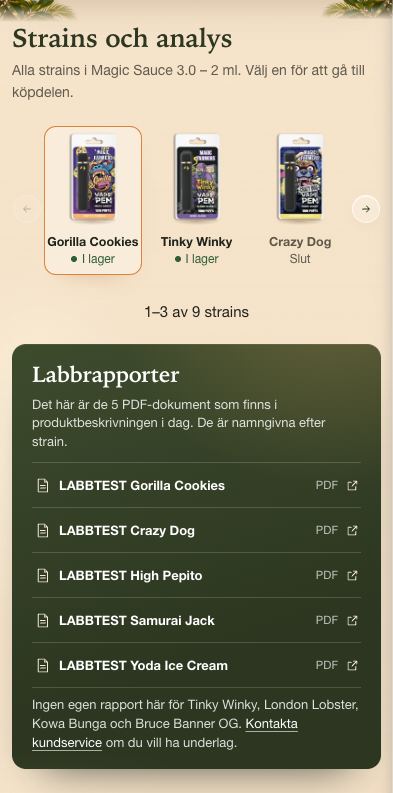 Strains och analys
Alla strains i Magic Sauce 3.0 – 2 ml. Välj en för att gå till
köpdelen.
Gorilla Cookies
I lager
Tinky Winky
I lager
Crazy Dog
Slut
1–3 av 9 strains
Labbrapporter
Det här är de 5 PDF-dokument som finns i
produktbeskrivningen i dag. De är namngivna efter
strain.
LABBTEST Gorilla Cookies PDF
LABBTEST Crazy Dog PDF
LABBTEST High Pepito PDF
LABBTEST Samurai Jack PDF
LABBTEST Yoda Ice Cream PDF
Ingen egen rapport här för Tinky Winky, London Lobster,
Kowa Bunga och Bruce Banner OG. Kontakta
kundservice om du vill ha underlag.